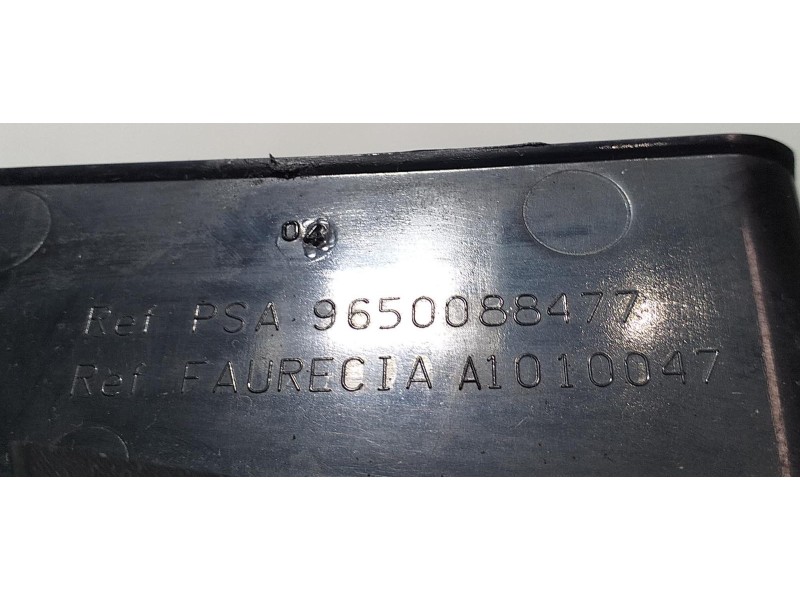 04
Ref PSA 9650088477
Ref FAURECIA A1010047